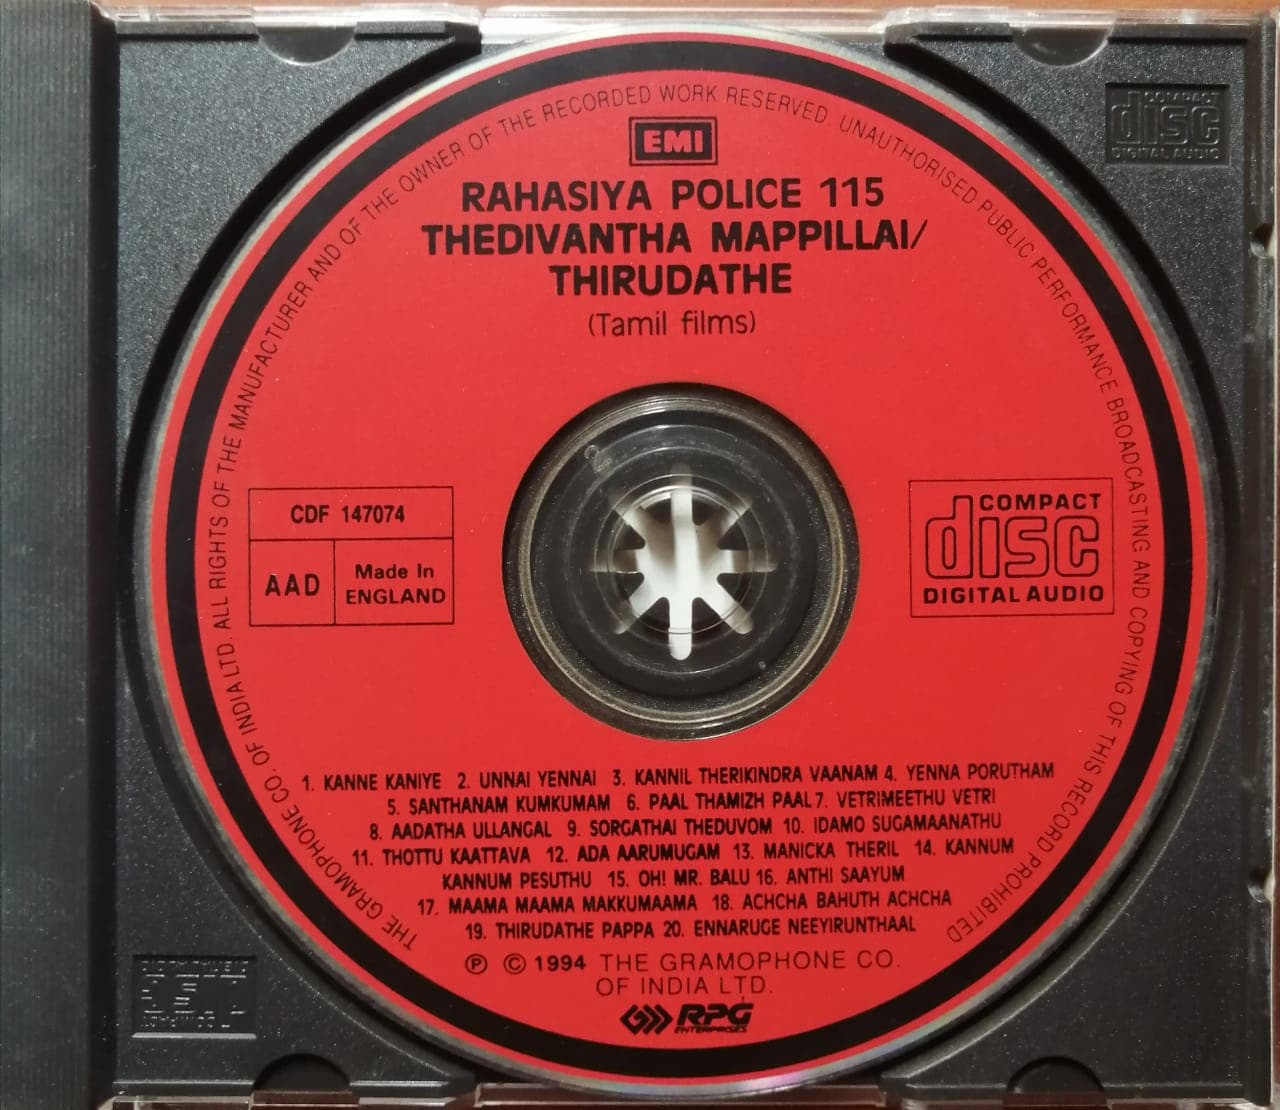 THE GRAMOPHONE CO. OF INDIA LTD. ALL RIGHTS OF THE MANUFACTURER AND OF THE OWNER OF THE RECORDED WORK RESERVED UNAUTHORISED PUBLIC PERFORMANCE BROADCASTING AND COPYING OF THIS RECORD PROHIBITED
EMI
RAHASIYA POLICE 115
THEDIVANTHA MAPPILLAI/
THIRUDATHE
(Tamil films)
COMPACT
disc
DIGITAL AUDIO
2
CDF 147074
AAD
Made In
ENGLAND
COMPACT
disc
DIGITAL AUDIO
1. KANNE KANIYE 2. UNNAI YENNAI 3. KANNIL THERIKINDRA VAANAM 4. YENNA PORUTHAM
5. SANTHANAM KUMKUMAM 6. PAAL THAMIZH PAAL 7. VETRIMEETHU VETRI
8. AADATHA ULLANGAL 9. SORGATHAI THEDUVOM 10. IDAMO SUGAMAANATHU
11. THOTTU KAATTAVA 12. ADA AARUMUGAM 13. MANICKA THERIL 14. KANNUM
KANNUM PESUTHU 15. OH! MR. BALU 16. ANTHI SAAYUM
17. MAAMA MAAMA MAKKUMAAMA 18. ACHCHA BAHUTH ACHCHA
19. THIRUDATHE PAPPA 20. ENNARUGE NEEYIRUNTHAAL
℗ © 1994 THE GRAMOPHONE CO.
OF INDIA LTD.
RPG
ENTERPRISES